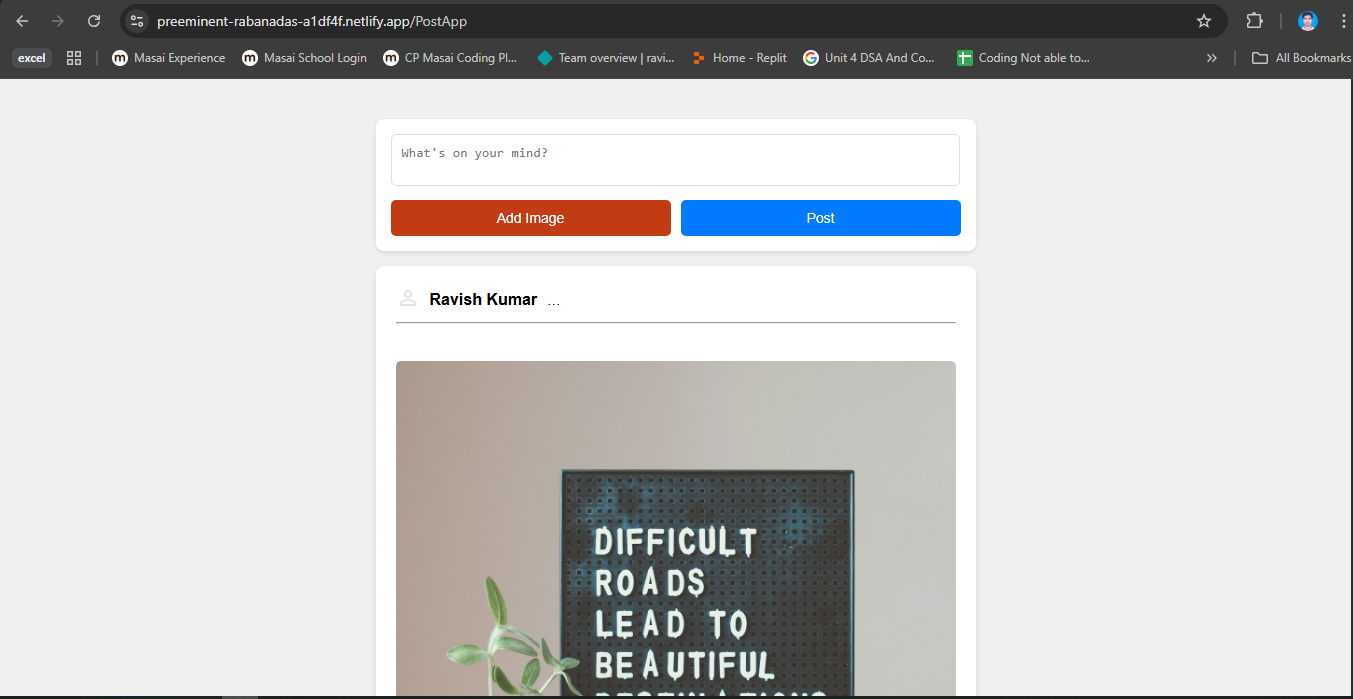 preeminent-rabanadas-a1df4f.netlify.app/PostApp
excel
Masai Experience
Masai School Login
CP Masai Coding Pl...
Team overview | ravi...
Home - Replit
Unit 4 DSA And Co...
Coding Not able to...
All Bookmarks
What's on your mind?
Add Image
Post
Ravish Kumar ...
DIFFICULT
ROADS
LEAD TO
BEAUTIFUL